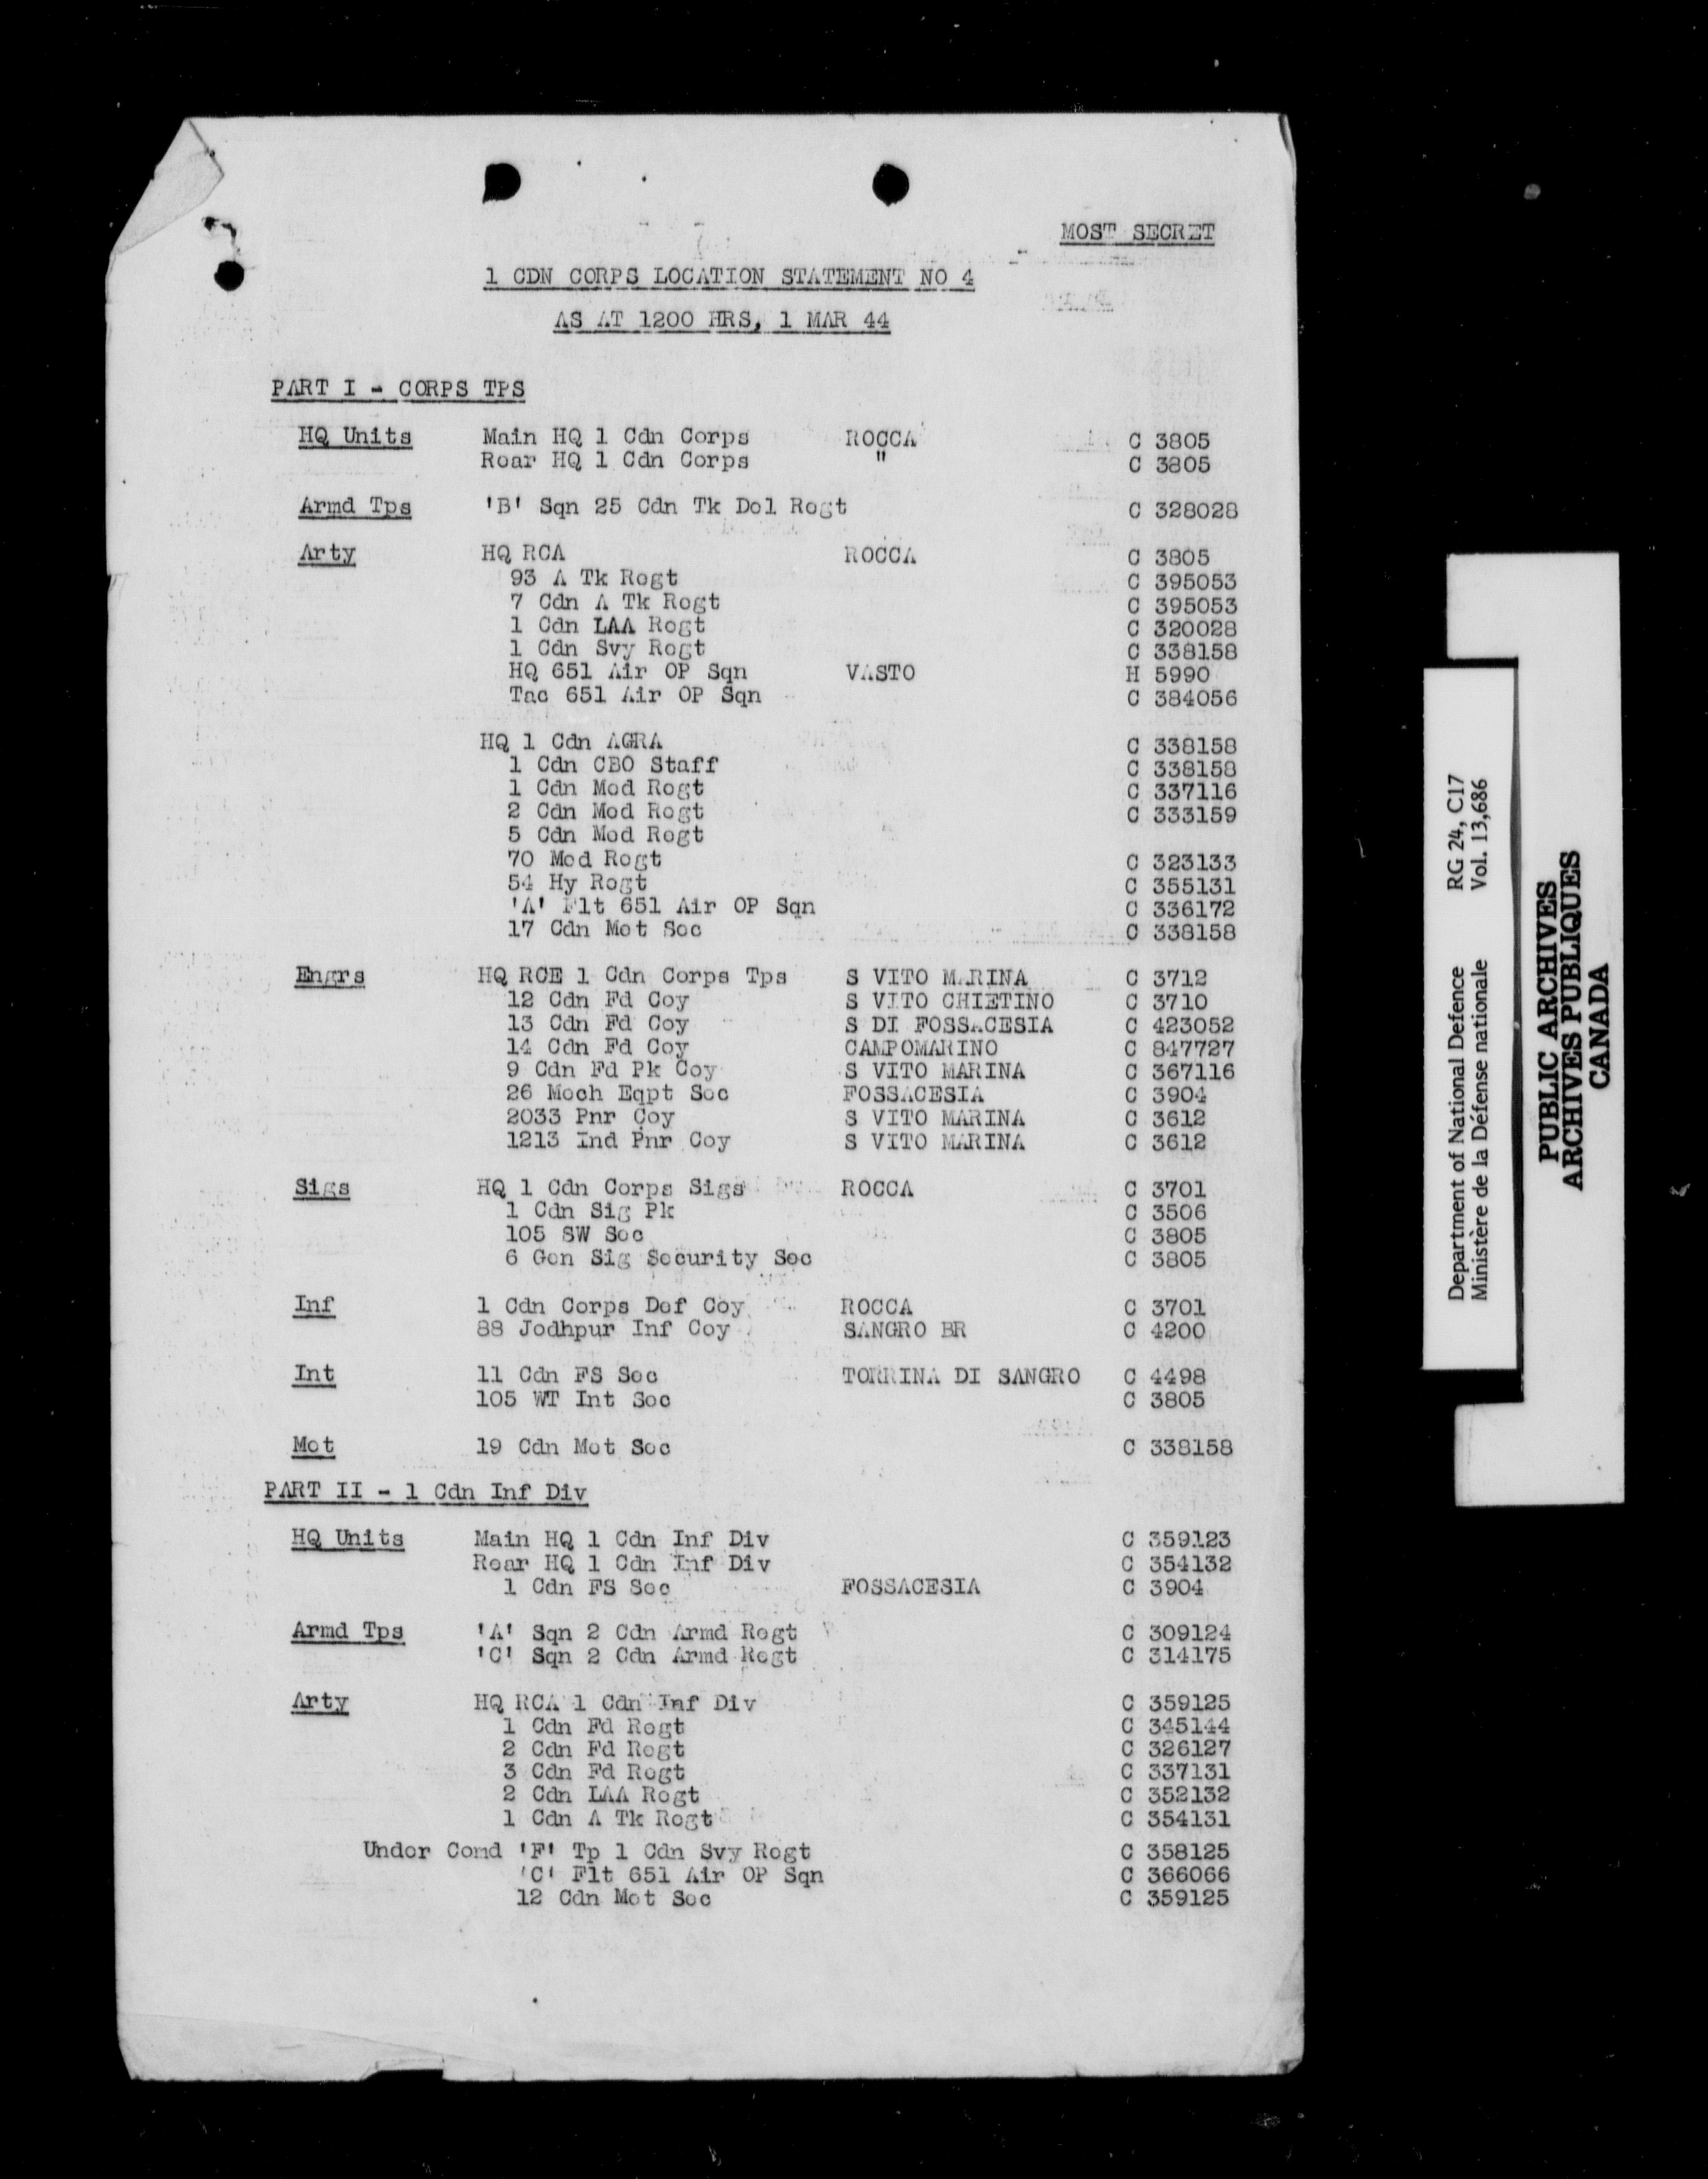 MOST SECRET
1 CDN CORPS LOCATION STATEMENT NO 4
AS AT 1200 HRS, 1 MAR 44
PART I - CORPS TPS
HQ Units Main HQ 1 Cdn Corps ROCCA C 3805
Rear HQ 1 Cdn Corps " C 3805
Armd Tps 'B' Sqn 25 Cdn Tk Del Regt C 328028
Arty HQ RCA ROCCA C 3805
93 A Tk Regt C 395053
7 Cdn A Tk Regt C 395053
1 Cdn LAA Regt C 320028
1 Cdn Svy Regt C 338158
HQ 651 Air OP Sqn VASTO H 5990
Tac 651 Air OP Sqn C 384056
HQ 1 Cdn AGRA C 338158
1 Cdn CBO Staff C 338158
1 Cdn Med Regt C 337116
2 Cdn Med Regt C 333159
5 Cdn Med Regt
70 Med Regt C 323133
54 Hy Regt C 355131
'A' Flt 651 Air OP Sqn C 336172
17 Cdn Met Sec C 338158
Engrs HQ RCE 1 Cdn Corps Tps S VITO MARINA C 3712
12 Cdn Fd Coy S VITO CHIETINO C 3710
13 Cdn Fd Coy S DI FOSSACESIA C 423052
14 Cdn Fd Coy CAMPOMARINO C 847727
9 Cdn Fd Pk Coy S VITO MARINA C 367116
26 Mech Eqpt Sec FOSSACESIA C 3904
2033 Pnr Coy S VITO MARINA C 3612
1213 Ind Pnr Coy S VITO MARINA C 3612
Sigs HQ 1 Cdn Corps Sigs ROCCA C 3701
1 Cdn Sig Pk C 3506
105 SW Sec C 3805
6 Gen Sig Security Sec C 3805
Inf 1 Cdn Corps Def Coy ROCCA C 3701
88 Jodhpur Inf Coy SANGRO BR C 4200
Int 11 Cdn FS Sec TORRINA DI SANGRO C 4498
105 WT Int Sec C 3805
Met 19 Cdn Met Sec C 338158
PART II - 1 Cdn Inf Div
HQ Units Main HQ 1 Cdn Inf Div C 359123
Rear HQ 1 Cdn Inf Div C 354132
1 Cdn FS Sec FOSSACESIA C 3904
Armd Tps 'A' Sqn 2 Cdn Armd Regt C 309124
'C' Sqn 2 Cdn Armd Regt C 314175
Arty HQ RCA 1 Cdn Inf Div C 359125
1 Cdn Fd Regt C 345144
2 Cdn Fd Regt C 326127
3 Cdn Fd Regt C 337131
2 Cdn LAA Regt C 352132
1 Cdn A Tk Regt C 354131
Under Comd 'F' Tp 1 Cdn Svy Regt C 358125
'C' Flt 651 Air OP Sqn C 366066
12 Cdn Met Sec C 359125
Department of National Defence RG 24, C17
Ministère de la Défense nationale Vol. 13,686
PUBLIC ARCHIVES
ARCHIVES PUBLIQUES
CANADA